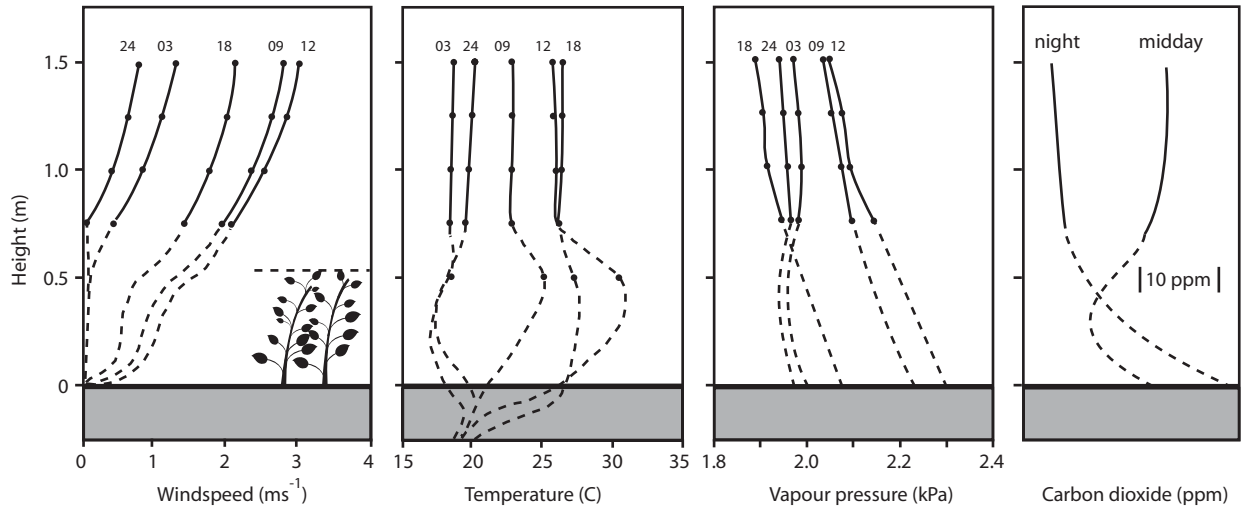 24 03 18 09 12
03 24 09 12 18
18 24 03 09 12
night midday
1.5
1.0
0.5
0
Height (m)
10 ppm
0 1 2 3 4
15 20 25 30 35
1.8 2.0 2.2 2.4
Windspeed (ms⁻¹)
Temperature (C)
Vapour pressure (kPa)
Carbon dioxide (ppm)